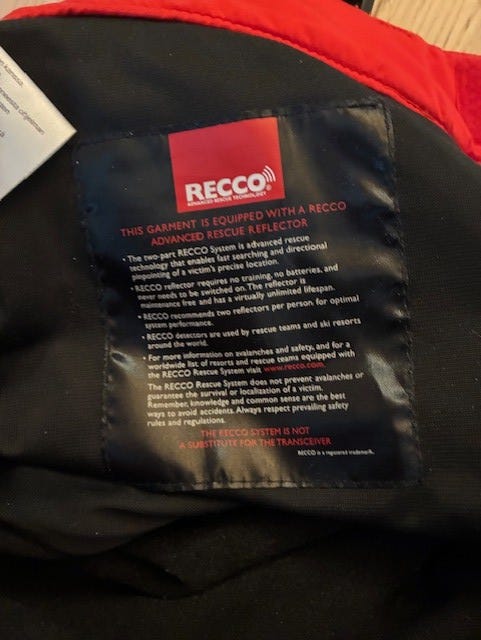 RECCO®
ADVANCED RESCUE TECHNOLOGY
THIS GARMENT IS EQUIPPED WITH A RECCO
ADVANCED RESCUE REFLECTOR
• The two-part RECCO System is advanced rescue
technology that enables fast searching and directional
pinpointing of a victim's precise location.
• RECCO reflector requires no training, no batteries, and
never needs to be switched on. The reflector is
maintenance free and has a virtually unlimited lifespan.
• RECCO recommends two reflectors per person for optimal
system performance.
• RECCO detectors are used by rescue teams and ski resorts
around the world.
• For more information on avalanches and safety, and for a
worldwide list of resorts and rescue teams equipped with
the RECCO Rescue System visit www.recco.com.
The RECCO Rescue System does not prevent avalanches or
guarantee the survival or localization of a victim.
Remember, knowledge and common sense are the best
ways to avoid accidents. Always respect prevailing safety
rules and regulations.
THE RECCO SYSTEM IS NOT
A SUBSTITUTE FOR THE TRANSCEIVER
RECCO is a registered trademark.